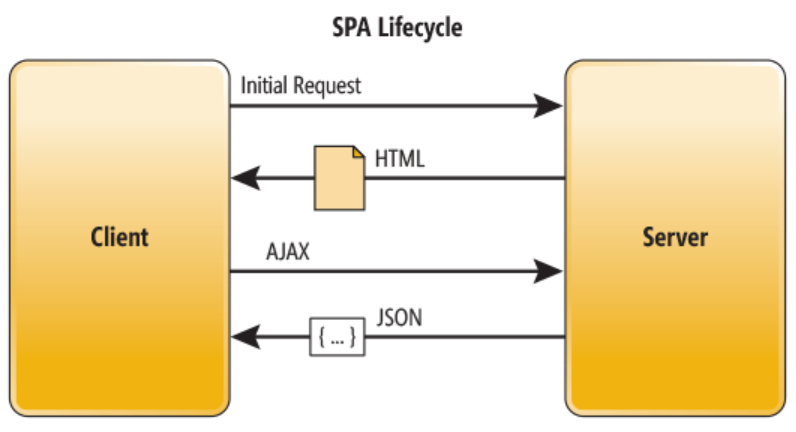 SPA Lifecycle
Initial Request
HTML
Client
Server
AJAX
JSON
{ ... }